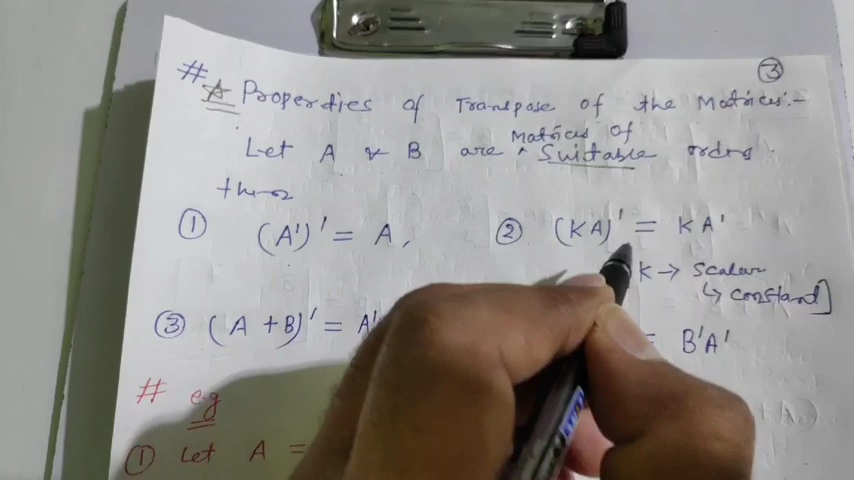 ③
# ☆ Properties of Transpose of the Matrices:-
Let A & B are Matrices of Suitable orders
then
① (A')' = A,
② (KA)' = KA'
K → Scalar
↳ constant]
③ (A + B)' = A'
= B'A'
# e.g
① Let A =